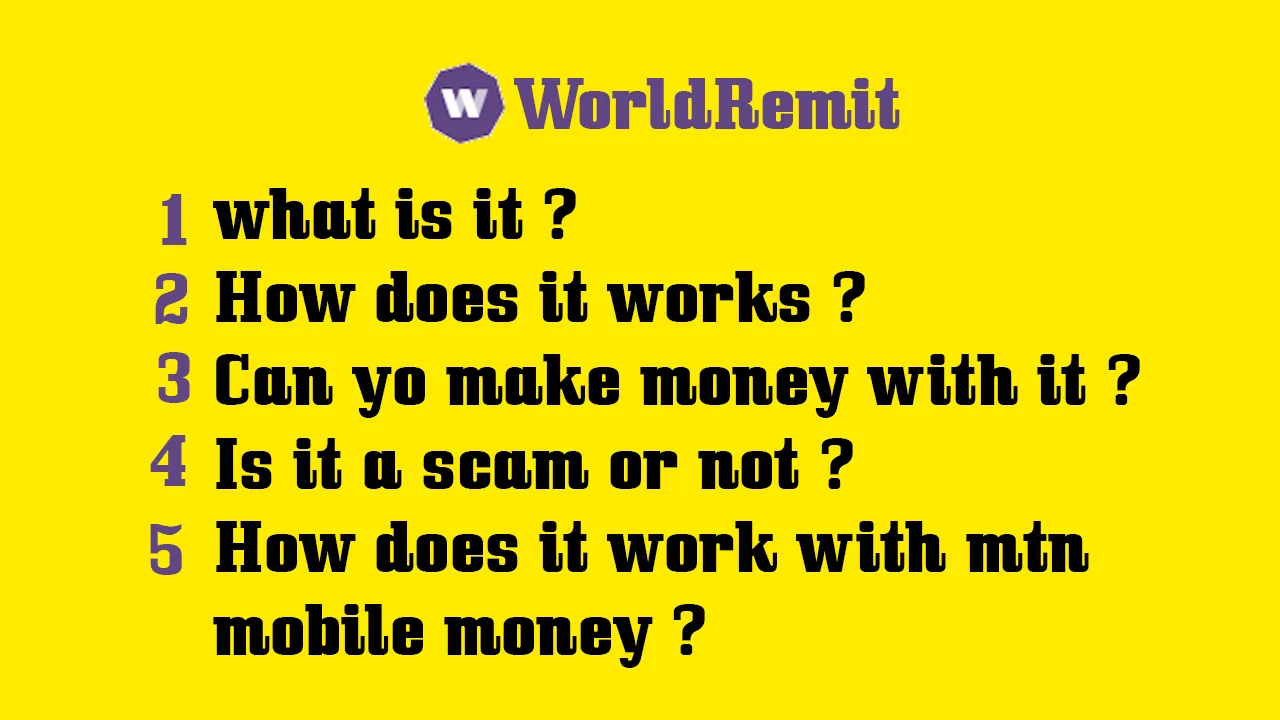 W WorldRemit
1 what is it ?
2 How does it works ?
3 Can yo make money with it ?
4 Is it a scam or not ?
5 How does it work with mtn
mobile money ?